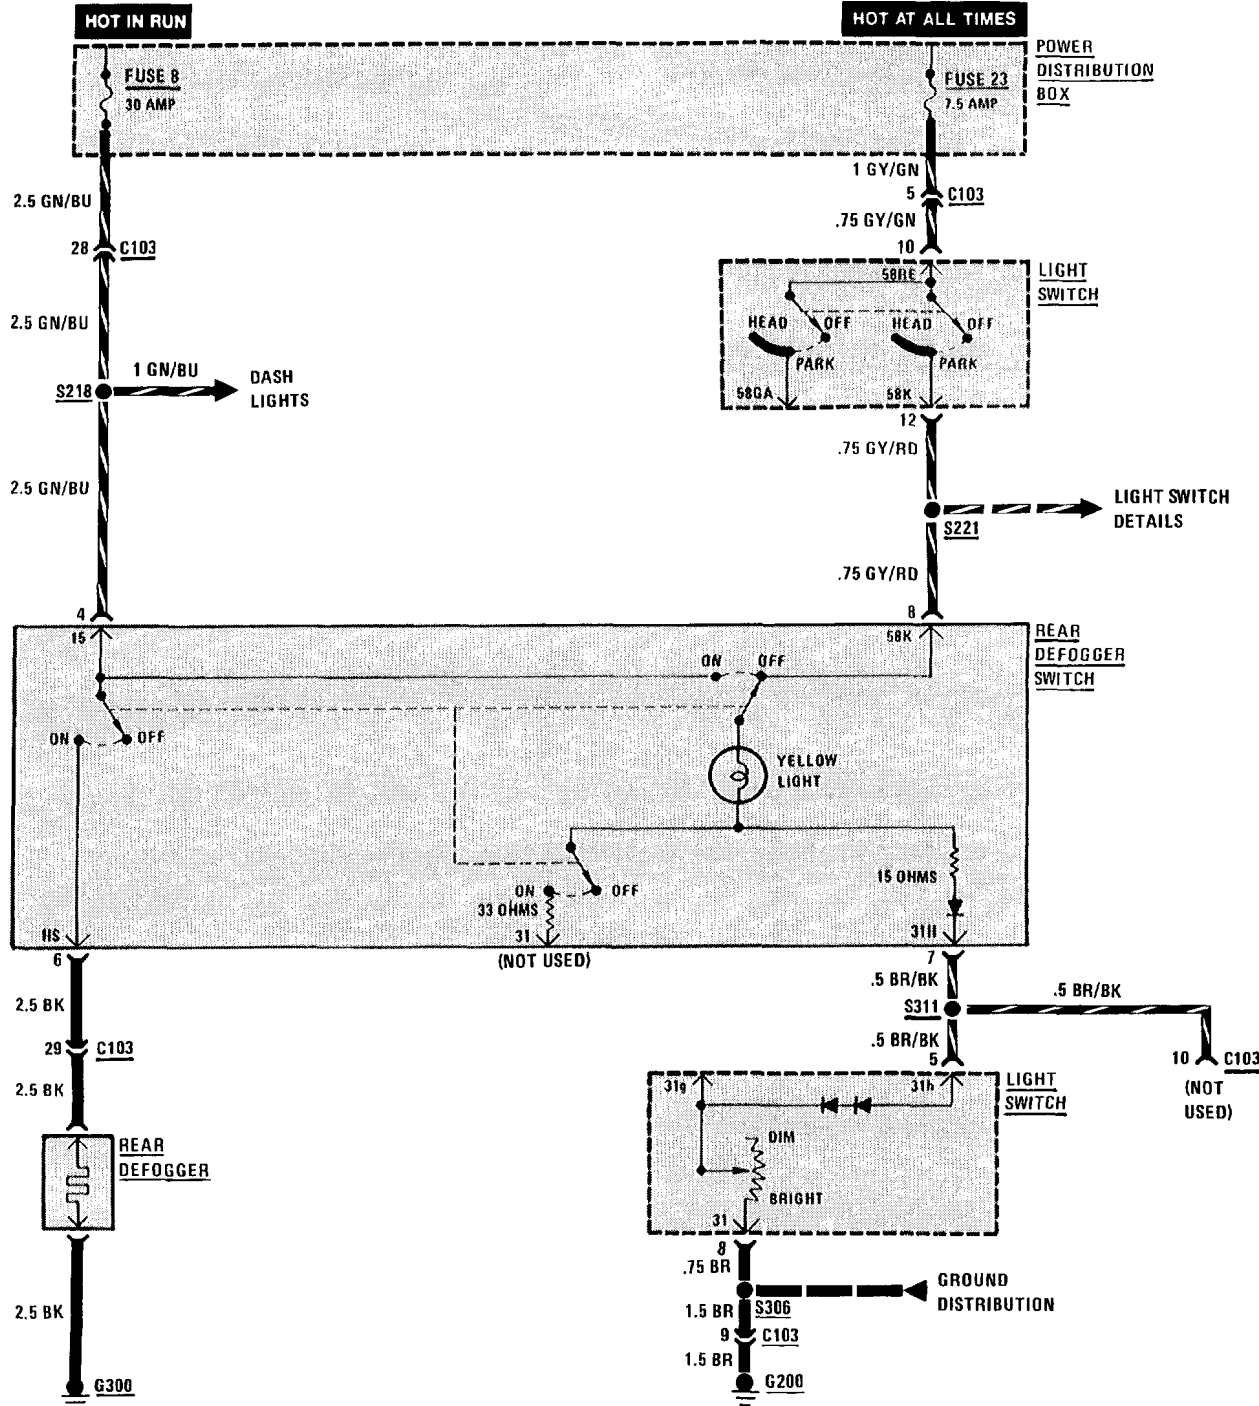 HOT IN RUN
HOT AT ALL TIMES
POWER
DISTRIBUTION
BOX
FUSE 8
30 AMP
FUSE 23
7.5 AMP
1 GY/GN
2.5 GN/BU
5 C103
.75 GY/GN
28 C103
10
58RE
LIGHT
SWITCH
2.5 GN/BU
HEAD OFF HEAD OFF
PARK PARK
1 GN/BU
S218
DASH
LIGHTS
58GA 58K
12
.75 GY/RD
2.5 GN/BU
LIGHT SWITCH
DETAILS
S221
.75 GY/RD
4
8
15
58K
REAR
DEFOGGER
SWITCH
ON OFF
ON OFF
YELLOW
LIGHT
15 OHMS
ON OFF
33 OHMS
HS
31
31H
6
(NOT USED)
7
.5 BR/BK
2.5 BK
S311
.5 BR/BK
.5 BR/BK
29 C103
5
10 C103
(NOT
USED)
2.5 BK
31g
31h
LIGHT
SWITCH
REAR
DEFOGGER
DIM
BRIGHT
31
8
.75 BR
GROUND
DISTRIBUTION
2.5 BK
1.5 BR S306
9 C103
1.5 BR
G300
G200